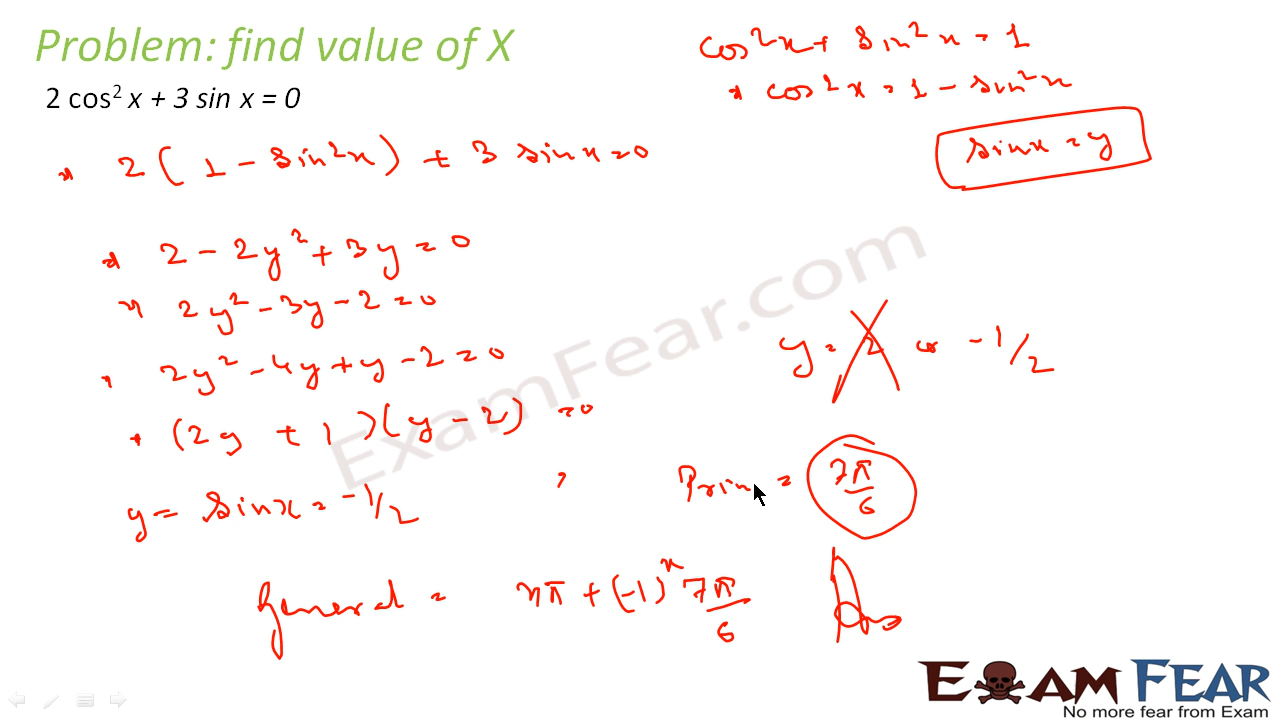 Problem: find value of X
2 cos² x + 3 sin x = 0
cos²x + sin²x = 1
⇒ cos²x = 1 - sin²x
sinx = y
⇒ 2 ( 1 - sin²x ) + 3 sinx = 0
⇒ 2 - 2y² + 3y = 0
⇒ 2y² - 3y - 2 = 0
⇒ 2y² - 4y + y - 2 = 0
⇒ (2y + 1)(y - 2) = 0
y = 2 or -1/2
y = sinx = -1/2
Prin = 7π/6
General = nπ + (-1)ⁿ 7π/6
Ans
ExamFear.com
EXAM FEAR
No more fear from Exam